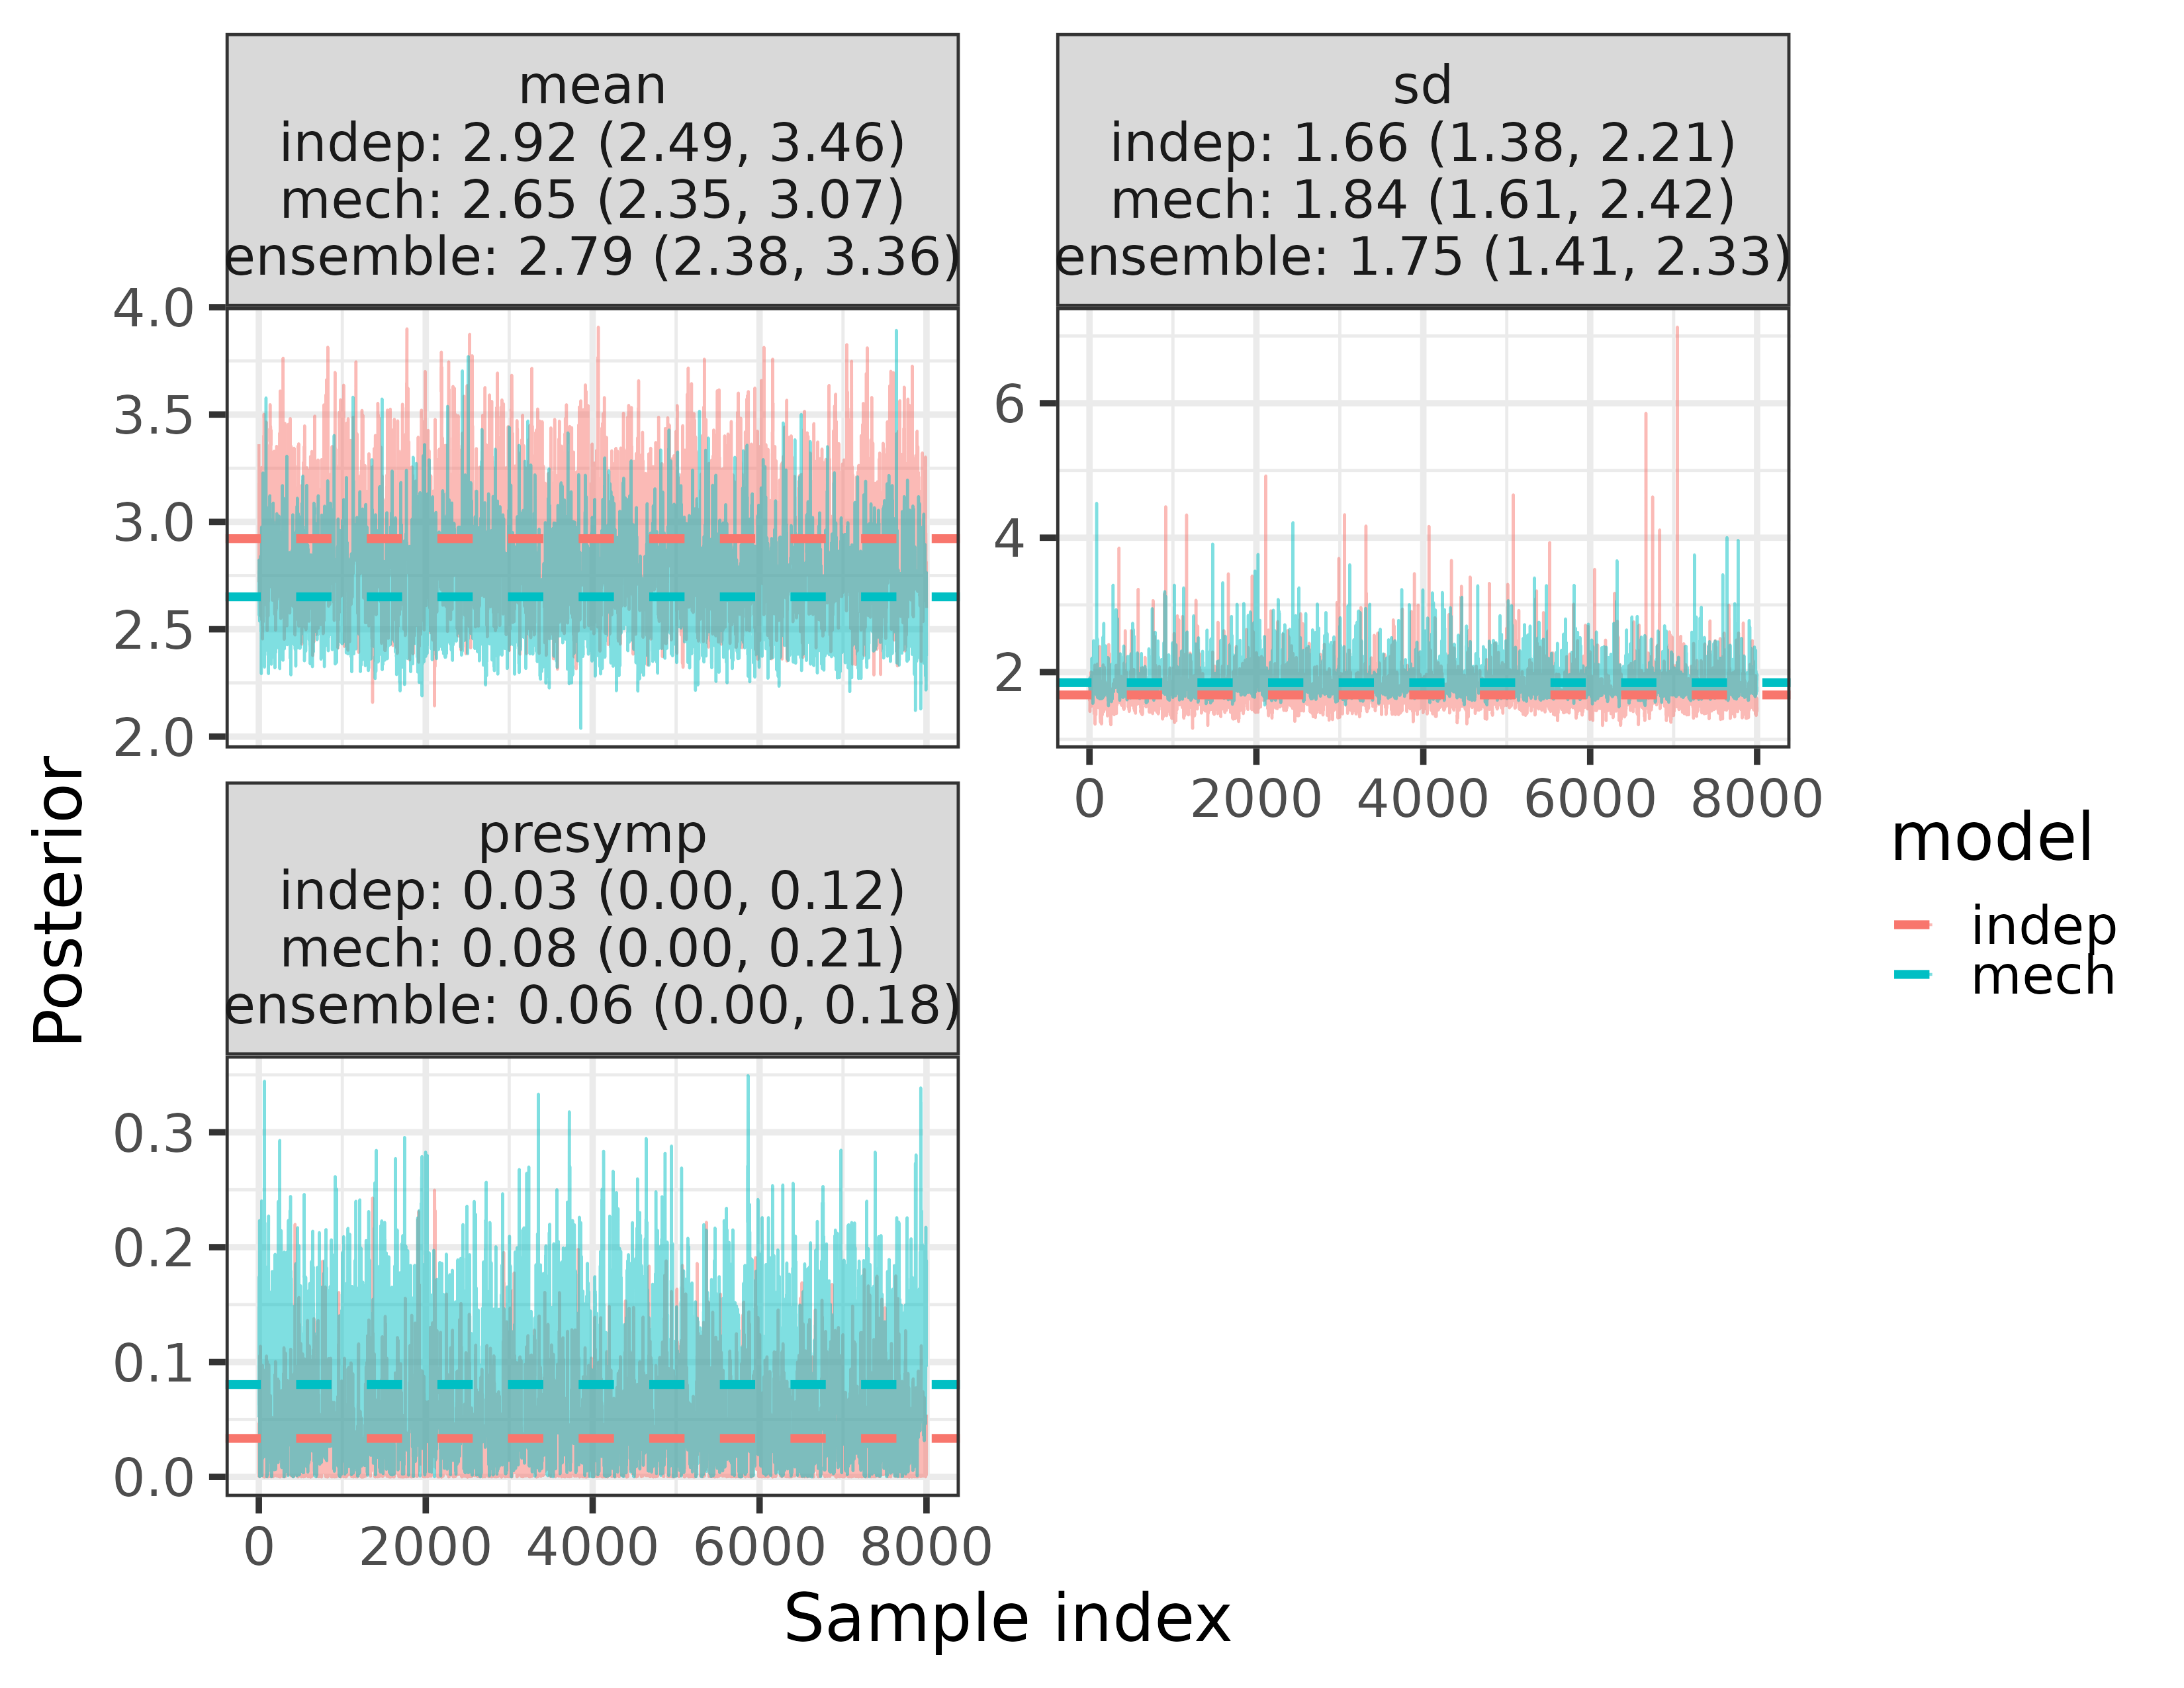 mean
indep: 2.92 (2.49, 3.46)
mech: 2.65 (2.35, 3.07)
ensemble: 2.79 (2.38, 3.36)
4.0
3.5
3.0
2.5
2.0
sd
indep: 1.66 (1.38, 2.21)
mech: 1.84 (1.61, 2.42)
ensemble: 1.75 (1.41, 2.33)
6
4
2
0 2000 4000 6000 8000
Posterior
presymp
indep: 0.03 (0.00, 0.12)
mech: 0.08 (0.00, 0.21)
ensemble: 0.06 (0.00, 0.18)
0.3
0.2
0.1
0.0
0 2000 4000 6000 8000
Sample index
model
indep
mech